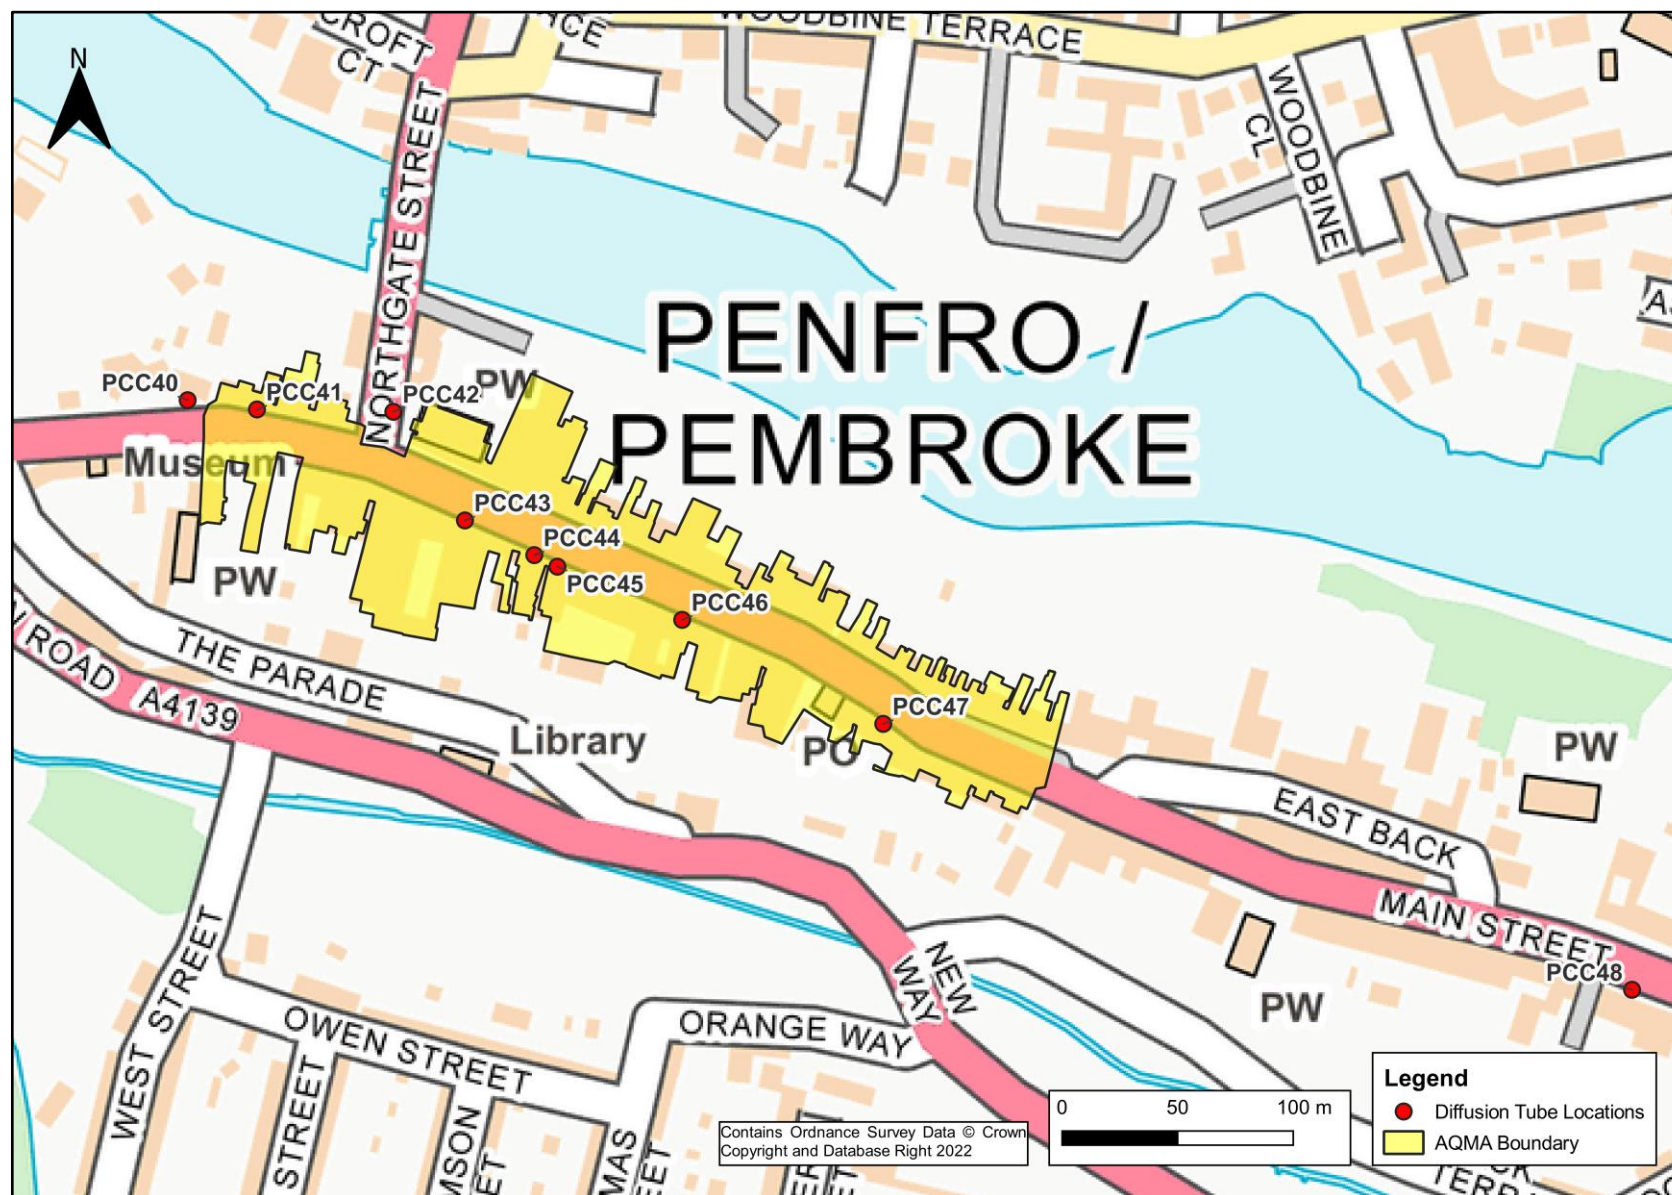 CROFT
CT
WOODBINE TERRACE
N
NORTHGATE STREET
WOODBINE
CL
PENFRO /
PEMBROKE
PCC40
PCC41
PCC42
PW
Museum
PCC43
PCC44
PCC45
PCC46
PCC47
PW
THE PARADE
ROAD A4139
Library
PO
PW
EAST BACK
MAIN STREET
PCC48
NEW
WAY
PW
WEST STREET
OWEN STREET
ORANGE WAY
STREET
Contains Ordnance Survey Data © Crown
Copyright and Database Right 2022
0 50 100 m
Legend
Diffusion Tube Locations
AQMA Boundary